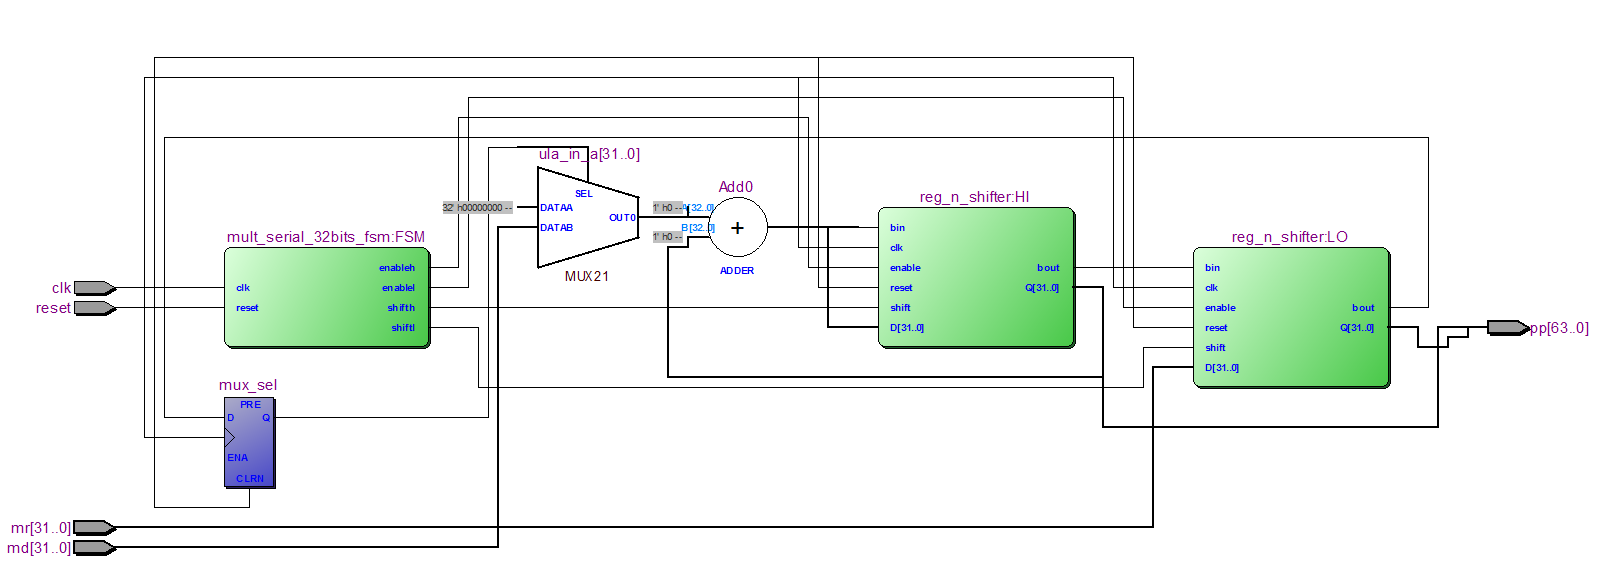 ula_in_a[31..0]
SEL
32' h00000000 --
DATAA
DATAB
OUT0
MUX21
1' h0 --
A[32..0]
B[32..0]
1' h0 --
Add0
+
ADDER
reg_n_shifter:HI
bin
clk
enable
reset
shift
D[31..0]
bout
Q[31..0]
reg_n_shifter:LO
bin
clk
enable
reset
shift
D[31..0]
bout
Q[31..0]
pp[63..0]
mult_serial_32bits_fsm:FSM
clk
reset
enableh
enablel
shifth
shiftl
clk
reset
mux_sel
PRE
D
Q
ENA
CLRN
mr[31..0]
md[31..0]